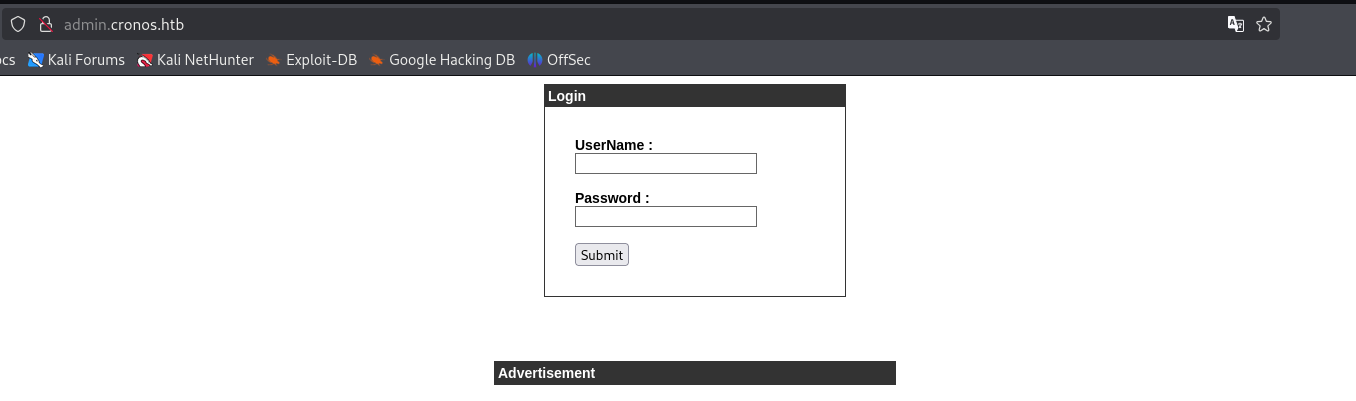 admin.cronos.htb
ocs Kali Forums Kali NetHunter Exploit-DB Google Hacking DB OffSec
Login
UserName :
Password :
Submit
Advertisement